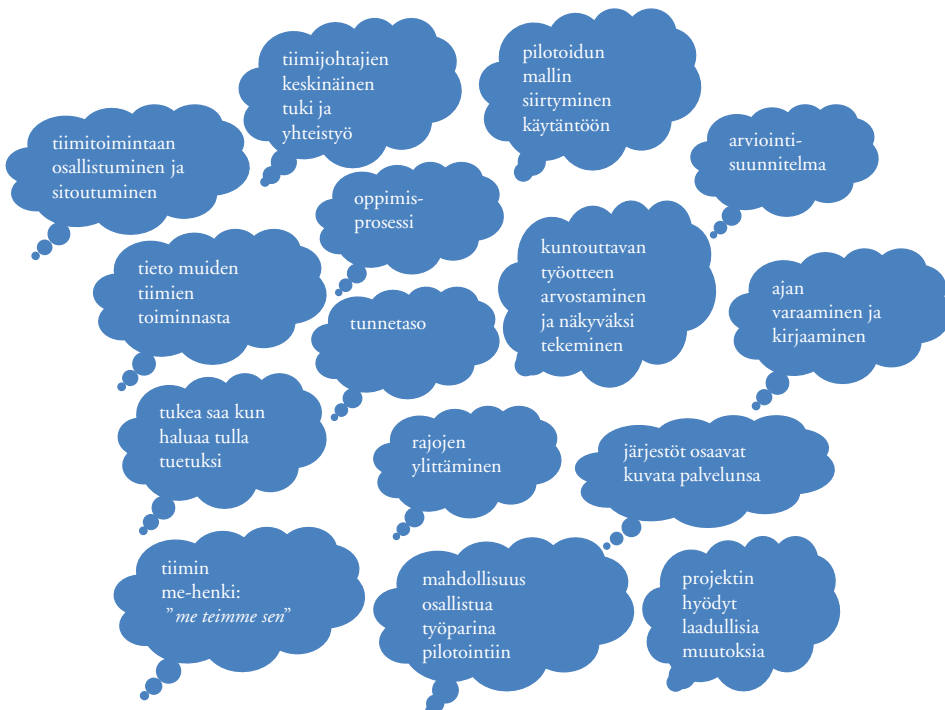 tiimijohtajien
keskinäinen
tuki ja
yhteistyö
pilotoidun
mallin
siirtyminen
käytäntöön
tiimitoimintaan
osallistuminen ja
sitoutuminen
arviointi-
suunnitelma
oppimis-
prosessi
tieto muiden
tiimien
toiminnasta
kuntouttavan
työotteen
arvostaminen
ja näkyväksi
tekeminen
ajan
varaaminen ja
kirjaaminen
tunnetaso
tukea saa kun
haluaa tulla
tuetuksi
rajojen
ylittäminen
järjestöt osaavat
kuvata palvelunsa
tiimin
me-henki:
”me teimme sen”
mahdollisuus
osallistua
työparina
pilotointiin
projektin
hyödyt
laadullisia
muutoksia